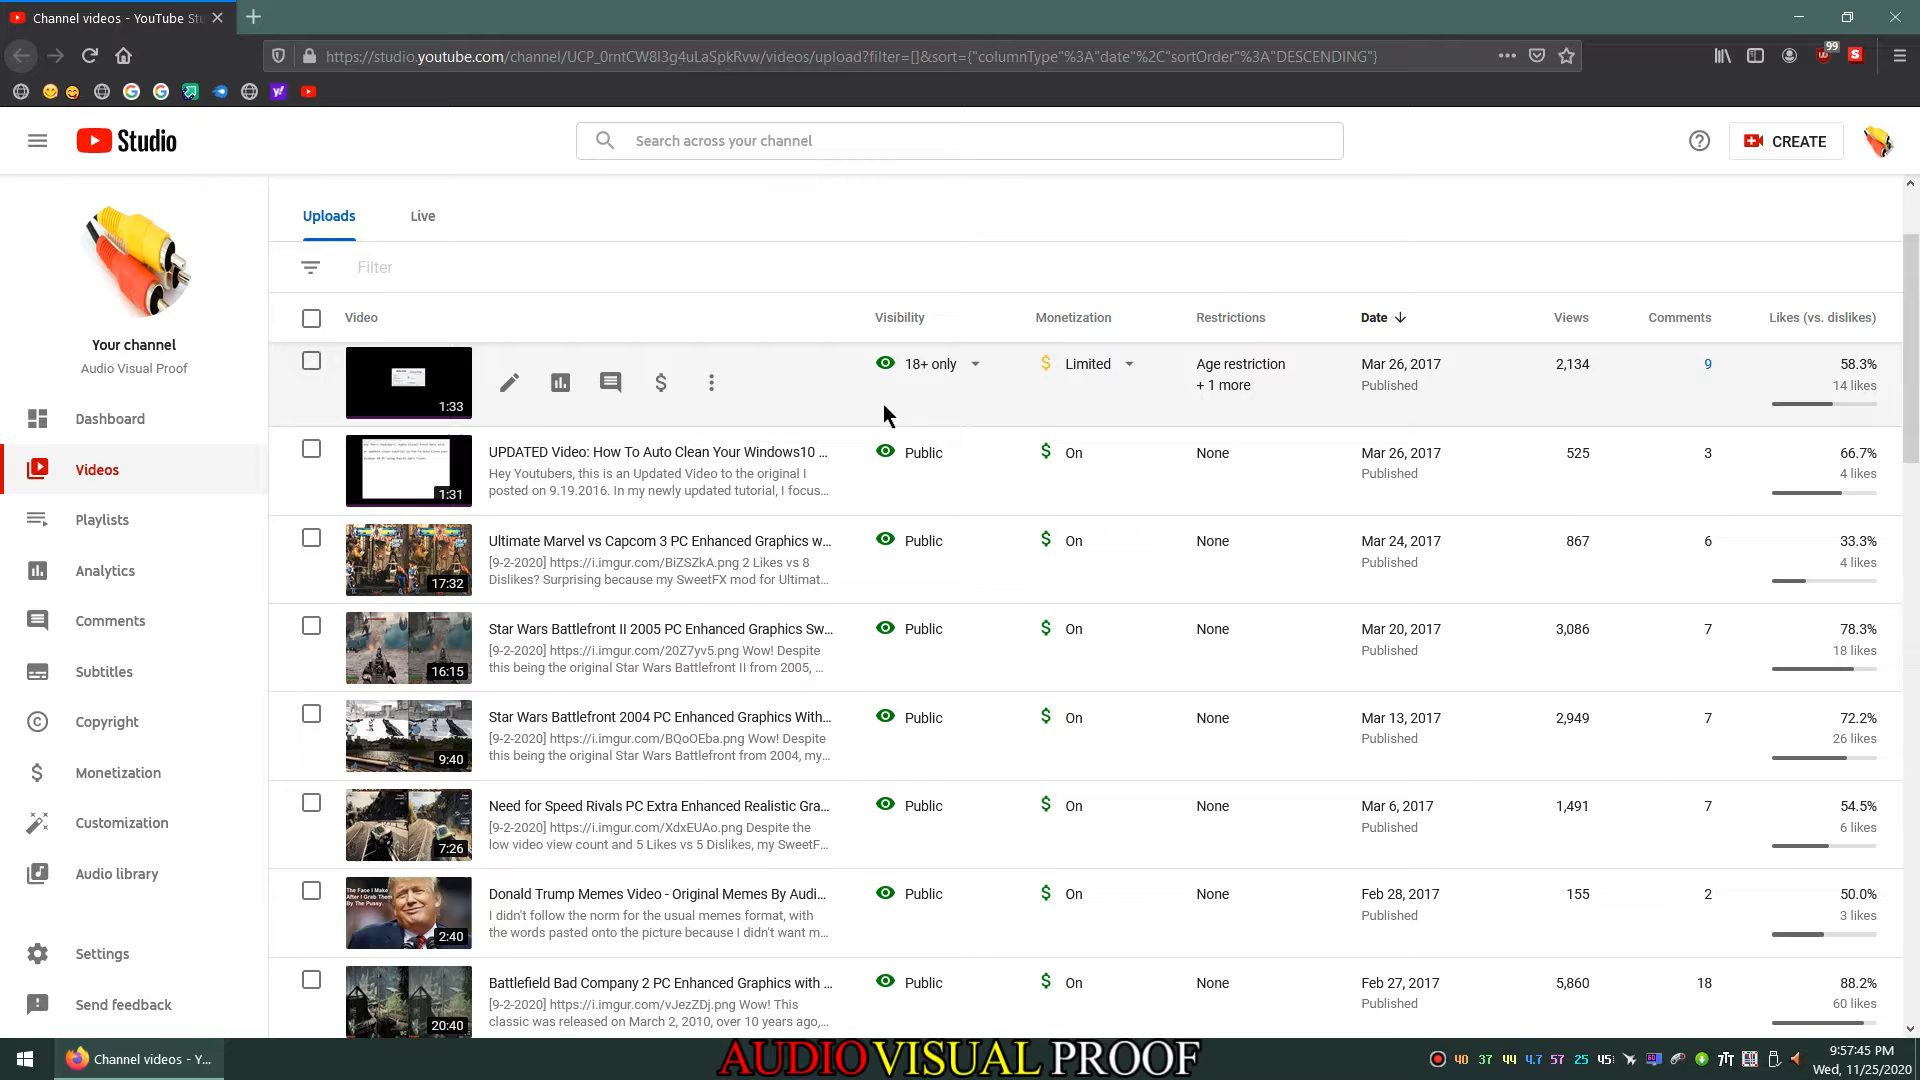 Channel videos - YouTube Stu
https://studio.youtube.com/channel/UCP_0rntCW8I3g4uLaSpkRvw/videos/upload?filter=[]&sort={"columnType"%3A"date"%2C"sortOrder"%3A"DESCENDING"}
99
Studio
Search across your channel
CREATE
Your channel
Audio Visual Proof
Dashboard
Videos
Playlists
Analytics
Comments
Subtitles
Copyright
Monetization
Customization
Audio library
Settings
Send feedback
Uploads Live
Filter
Video Visibility Monetization Restrictions Date Views Comments Likes (vs. dislikes)
1:33 18+ only Limited Age restriction Mar 26, 2017 2,134 9 58.3%
+ 1 more Published 14 likes
UPDATED Video: How To Auto Clean Your Windows10 ... Public On None Mar 26, 2017 525 3 66.7%
Hey Youtubers, this is an Updated Video to the original I Published 4 likes
posted on 9.19.2016. In my newly updated tutorial, I focus...
1:31
Ultimate Marvel vs Capcom 3 PC Enhanced Graphics w... Public On None Mar 24, 2017 867 6 33.3%
[9-2-2020] https://i.imgur.com/BiZSZkA.png 2 Likes vs 8 Published 4 likes
Dislikes? Surprising because my SweetFX mod for Ultimat...
17:32
Star Wars Battlefront II 2005 PC Enhanced Graphics Sw... Public On None Mar 20, 2017 3,086 7 78.3%
[9-2-2020] https://i.imgur.com/20Z7yv5.png Wow! Despite Published 18 likes
this being the original Star Wars Battlefront II from 2005, ...
16:15
Star Wars Battlefront 2004 PC Enhanced Graphics With... Public On None Mar 13, 2017 2,949 7 72.2%
[9-2-2020] https://i.imgur.com/BQoOEba.png Wow! Despite Published 26 likes
this being the original Star Wars Battlefront from 2004, my...
9:40
Need for Speed Rivals PC Extra Enhanced Realistic Gra... Public On None Mar 6, 2017 1,491 7 54.5%
[9-2-2020] https://i.imgur.com/XdxEUAo.png Despite the Published 6 likes
low video view count and 5 Likes vs 5 Dislikes, my SweetF...
7:26
The Face I Make
After I Grab Them
By The Pussy.
Donald Trump Memes Video - Original Memes By Audi... Public On None Feb 28, 2017 155 2 50.0%
I didn't follow the norm for the usual memes format, with Published 3 likes
the words pasted onto the picture because I didn't want m...
2:40
Battlefield Bad Company 2 PC Enhanced Graphics with ... Public On None Feb 27, 2017 5,860 18 88.2%
[9-2-2020] https://i.imgur.com/vJezZDj.png Wow! This Published 60 likes
classic was released on March 2, 2010, over 10 years ago,...
20:40
Channel videos - Y...
AUDIO VISUAL PROOF
40 37 44 4.7 57 25 45
9:57:45 PM
Wed, 11/25/2020